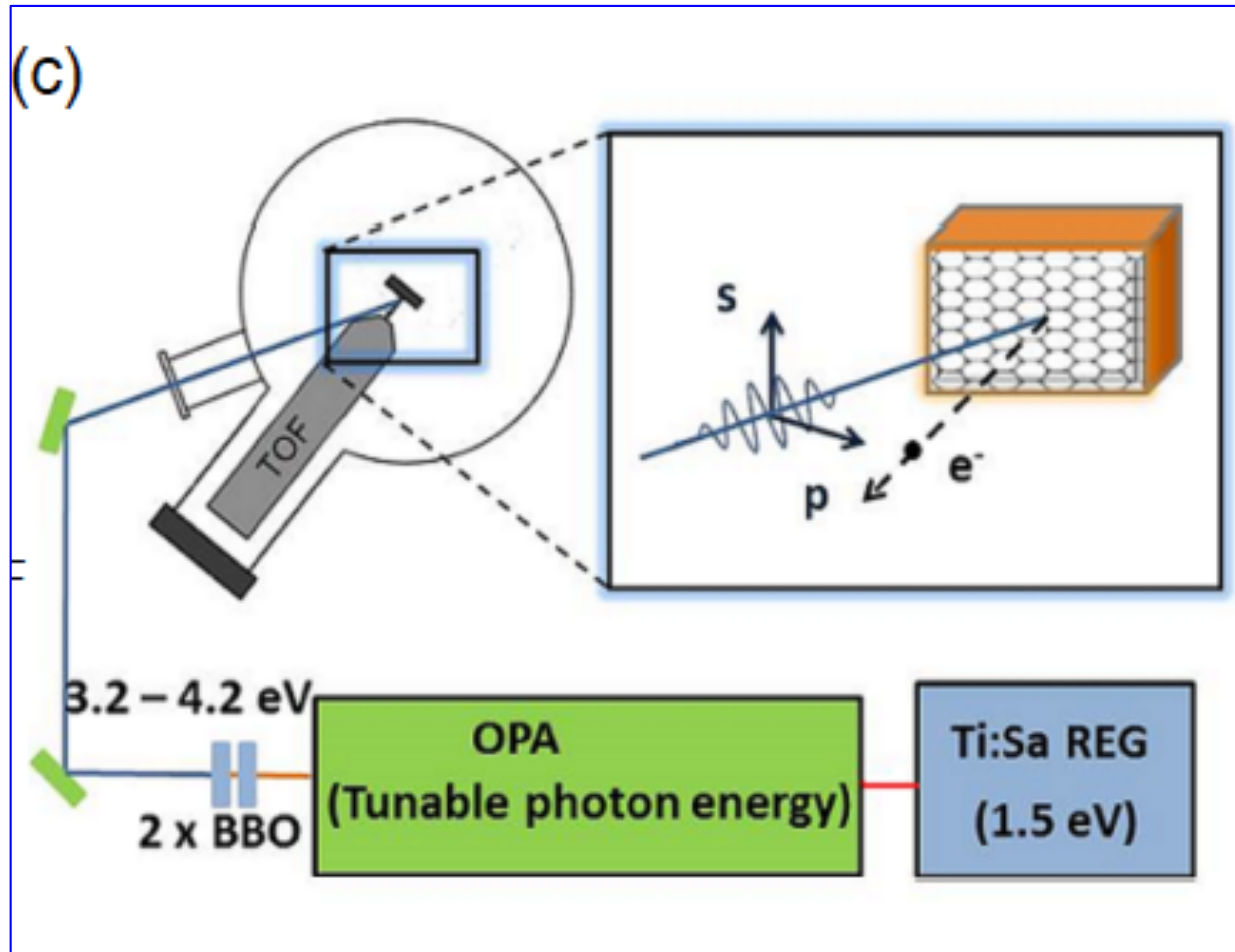 (c)
s
p
e⁻
TOF
3.2 – 4.2 eV
2 x BBO
OPA
(Tunable photon energy)
Ti:Sa REG
(1.5 eV)